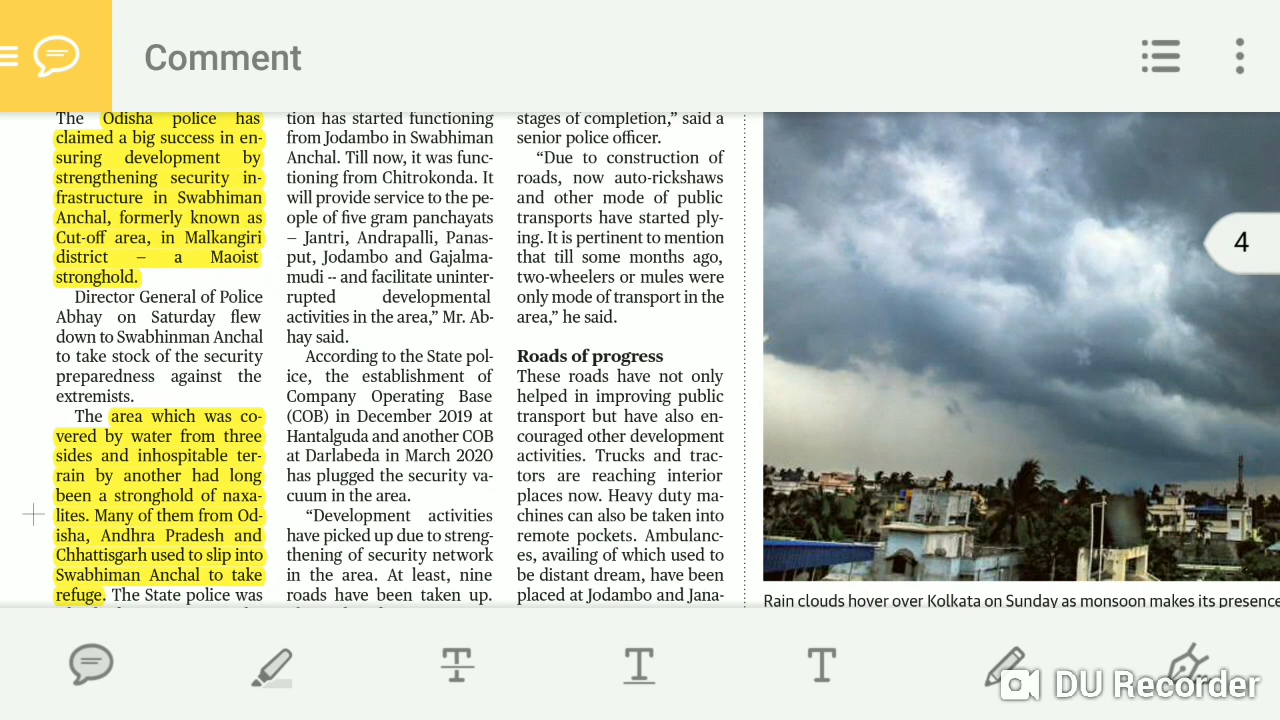 Comment
The Odisha police has
claimed a big success in en-
suring development by
strengthening security in-
frastructure in Swabhiman
Anchal, formerly known as
Cut-off area, in Malkangiri
district – a Maoist
stronghold.
Director General of Police
Abhay on Saturday flew
down to Swabhinman Anchal
to take stock of the security
preparedness against the
extremists.
The area which was co-
vered by water from three
sides and inhospitable ter-
rain by another had long
been a stronghold of naxa-
lites. Many of them from Od-
isha, Andhra Pradesh and
Chhattisgarh used to slip into
Swabhiman Anchal to take
refuge. The State police was
tion has started functioning
from Jodambo in Swabhiman
Anchal. Till now, it was func-
tioning from Chitrokonda. It
will provide service to the pe-
ople of five gram panchayats
– Jantri, Andrapalli, Panas-
put, Jodambo and Gajalma-
mudi -- and facilitate uninter-
rupted developmental
activities in the area,” Mr. Ab-
hay said.
According to the State pol-
ice, the establishment of
Company Operating Base
(COB) in December 2019 at
Hantalguda and another COB
at Darlabeda in March 2020
has plugged the security va-
cuum in the area.
“Development activities
have picked up due to streng-
thening of security network
in the area. At least, nine
roads have been taken up.
stages of completion,” said a
senior police officer.
“Due to construction of
roads, now auto-rickshaws
and other mode of public
transports have started ply-
ing. It is pertinent to mention
that till some months ago,
two-wheelers or mules were
only mode of transport in the
area,” he said.
Roads of progress
These roads have not only
helped in improving public
transport but have also en-
couraged other development
activities. Trucks and trac-
tors are reaching interior
places now. Heavy duty ma-
chines can also be taken into
remote pockets. Ambulanc-
es, availing of which used to
be distant dream, have been
placed at Jodambo and Jana-
4
Rain clouds hover over Kolkata on Sunday as monsoon makes its presence
DU Recorder